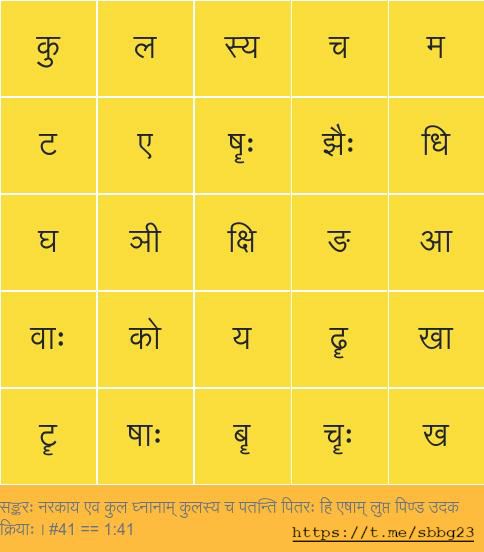 कु ल स्य च म
ट ए षॄः झैः धि
घ ञी क्षि ङ आ
वाः को य ढॄ खा
टॄ षाः बॄ चॄः ख
सङ्करः नरकाय एव कुल घ्नानाम् कुलस्य च पतन्ति पितरः हि एषाम् लुप्त पिण्ड उदक
क्रियाः । #41 == 1:41
https://t.me/sbbg23